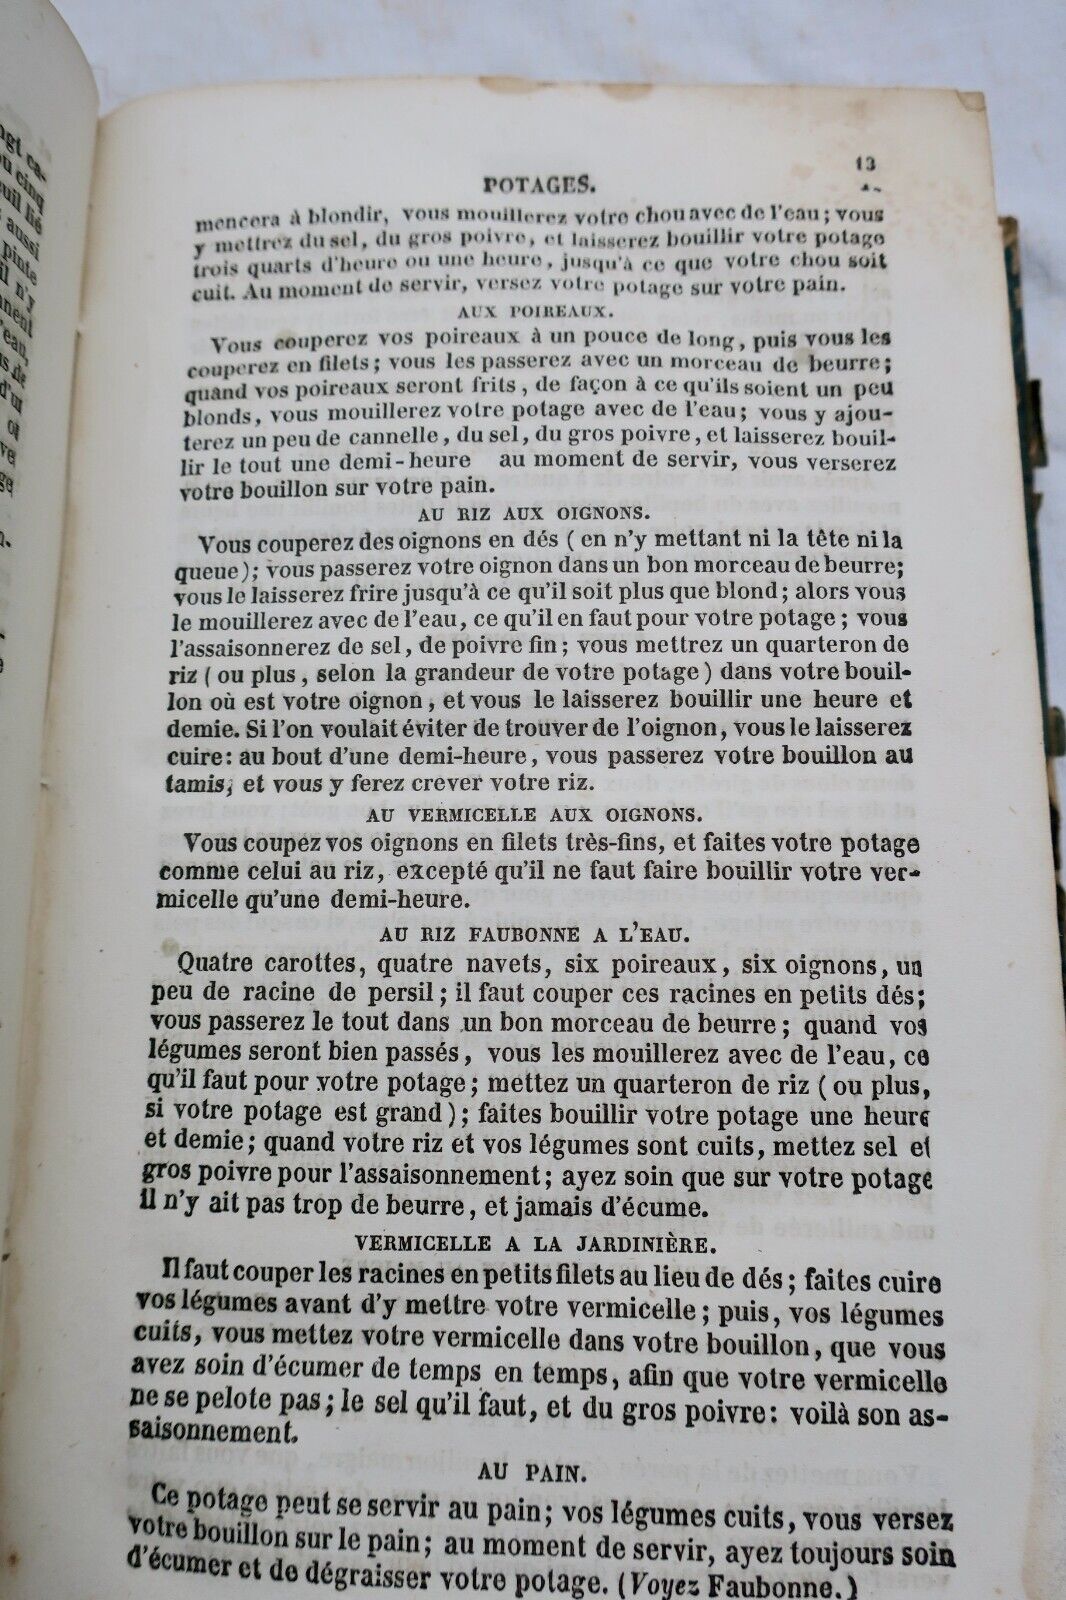 ngt ca-
ou cinq
euil lié
aussi
pinte
il n'y
nnent
'eau,
us de
d'u
ot
ve
ge
n.
13
POTAGES.
mencera à blondir, vous mouillerez votre chou avec de l'eau; vous
y mettrez du sel, du gros poivre, et laisserez bouillir votre potage
trois quarts d'heure ou une heure, jusqu'à ce que votre chou soit
cuit. Au moment de servir, versez votre potage sur votre pain.
AUX POIREAUX.
Vous couperez vos poireaux à un pouce de long, puis vous les
couperez en filets; vous les passerez avec un morceau de beurre;
quand vos poireaux seront frits, de façon à ce qu'ils soient un peu
blonds, vous mouillerez votre potage avec de l'eau; vous y ajou-
terez un peu de cannelle, du sel, du gros poivre, et laisserez bouil-
lir le tout une demi-heure au moment de servir, vous verserez
votre bouillon sur votre pain.
AU RIZ AUX OIGNONS.
Vous couperez des oignons en dés (en n'y mettant ni la tête ni la
queue); vous passerez votre oignon dans un bon morceau de beurre;
vous le laisserez frire jusqu'à ce qu'il soit plus que blond; alors vous
le mouillerez avec de l'eau, ce qu'il en faut pour votre potage; vous
l'assaisonnerez de sel, de poivre fin; vous mettrez un quarteron de
riz (ou plus, selon la grandeur de votre potage) dans votre bouil-
lon où est votre oignon, et vous le laisserez bouillir une heure et
demie. Si l'on voulait éviter de trouver de l'oignon, vous le laisserez
cuire: au bout d'une demi-heure, vous passerez votre bouillon au
tamis, et vous y ferez crever votre riz.
AU VERMICELLE AUX OIGNONS.
Vous coupez vos oignons en filets très-fins, et faites votre potage
comme celui au riz, excepté qu'il ne faut faire bouillir votre ver-
micelle qu'une demi-heure.
AU RIZ FAUBONNE A L'EAU.
Quatre carottes, quatre navets, six poireaux, six oignons, un
peu de racine de persil; il faut couper ces racines en petits dés;
vous passerez le tout dans un bon morceau de beurre; quand vos
légumes seront bien passés, vous les mouillerez avec de l'eau, ce
qu'il faut pour votre potage; mettez un quarteron de riz (ou plus,
si votre potage est grand); faites bouillir votre potage une heure
et demie; quand votre riz et vos légumes sont cuits, mettez sel et
gros poivre pour l'assaisonnement; ayez soin que sur votre potage
il n'y ait pas trop de beurre, et jamais d'écume.
VERMICELLE A LA JARDINIÈRE.
Il faut couper les racines en petits filets au lieu de dés; faites cuire
vos légumes avant d'y mettre votre vermicelle; puis, vos légumes
cuits, vous mettez votre vermicelle dans votre bouillon, que vous
avez soin d'écumer de temps en temps, afin que votre vermicelle
ne se pelote pas; le sel qu'il faut, et du gros poivre: voilà son as-
saisonnement.
AU PAIN.
Ce potage peut se servir au pain; vos légumes cuits, vous versez
votre bouillon sur le pain; au moment de servir, ayez toujours soin
d'écumer et de dégraisser votre potage. (Voyez Faubonne.)